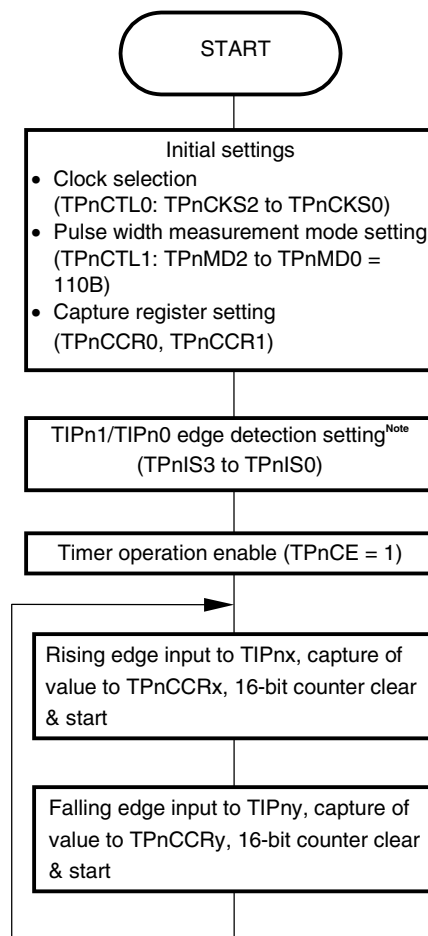 START
Initial settings
• Clock selection
(TPnCTL0: TPnCKS2 to TPnCKS0)
• Pulse width measurement mode setting
(TPnCTL1: TPnMD2 to TPnMD0 =
110B)
• Capture register setting
(TPnCCR0, TPnCCR1)
TIPn1/TIPn0 edge detection setting Note
(TPnIS3 to TPnIS0)
Timer operation enable (TPnCE = 1)
Rising edge input to TIPnx, capture of
value to TPnCCRx, 16-bit counter clear
& start
Falling edge input to TIPny, capture of
value to TPnCCRy, 16-bit counter clear
& start